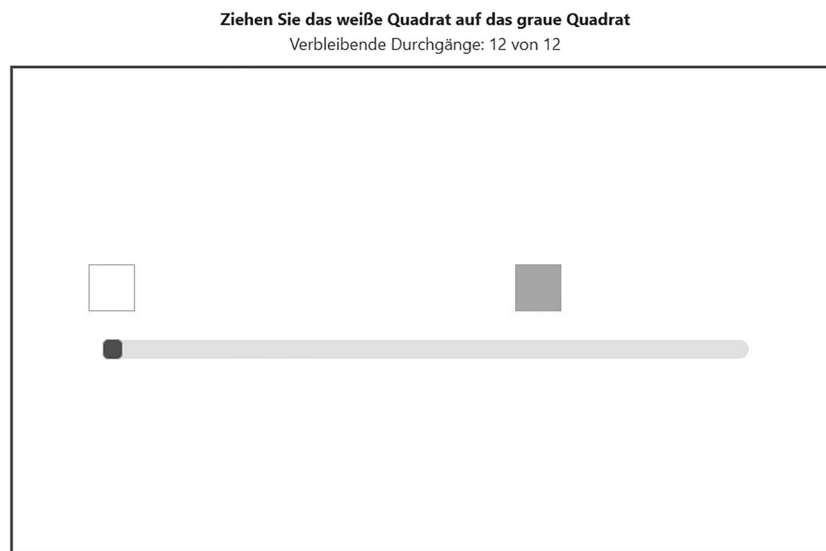 Ziehen Sie das weiße Quadrat auf das graue Quadrat
Verbleibende Durchgänge: 12 von 12